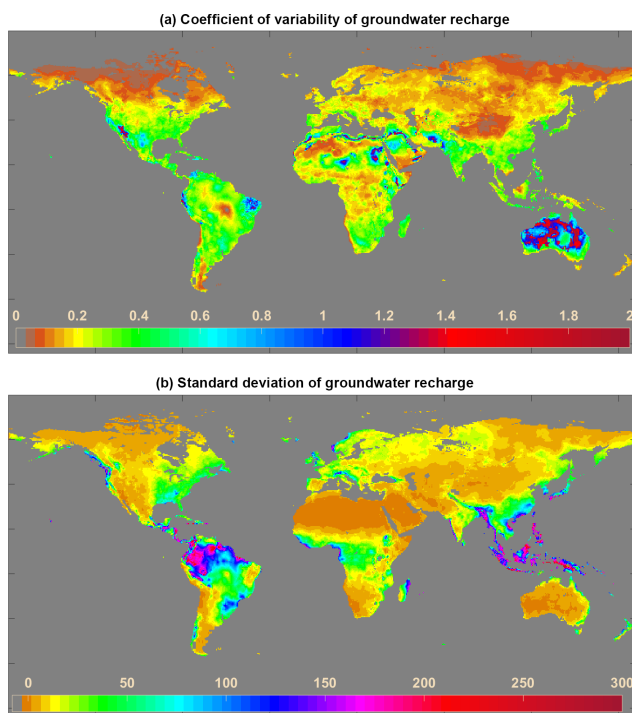 (a) Coefficient of variability of groundwater recharge
0 0.2 0.4 0.6 0.8 1 1.2 1.4 1.6 1.8 2
(b) Standard deviation of groundwater recharge
0 50 100 150 200 250 300